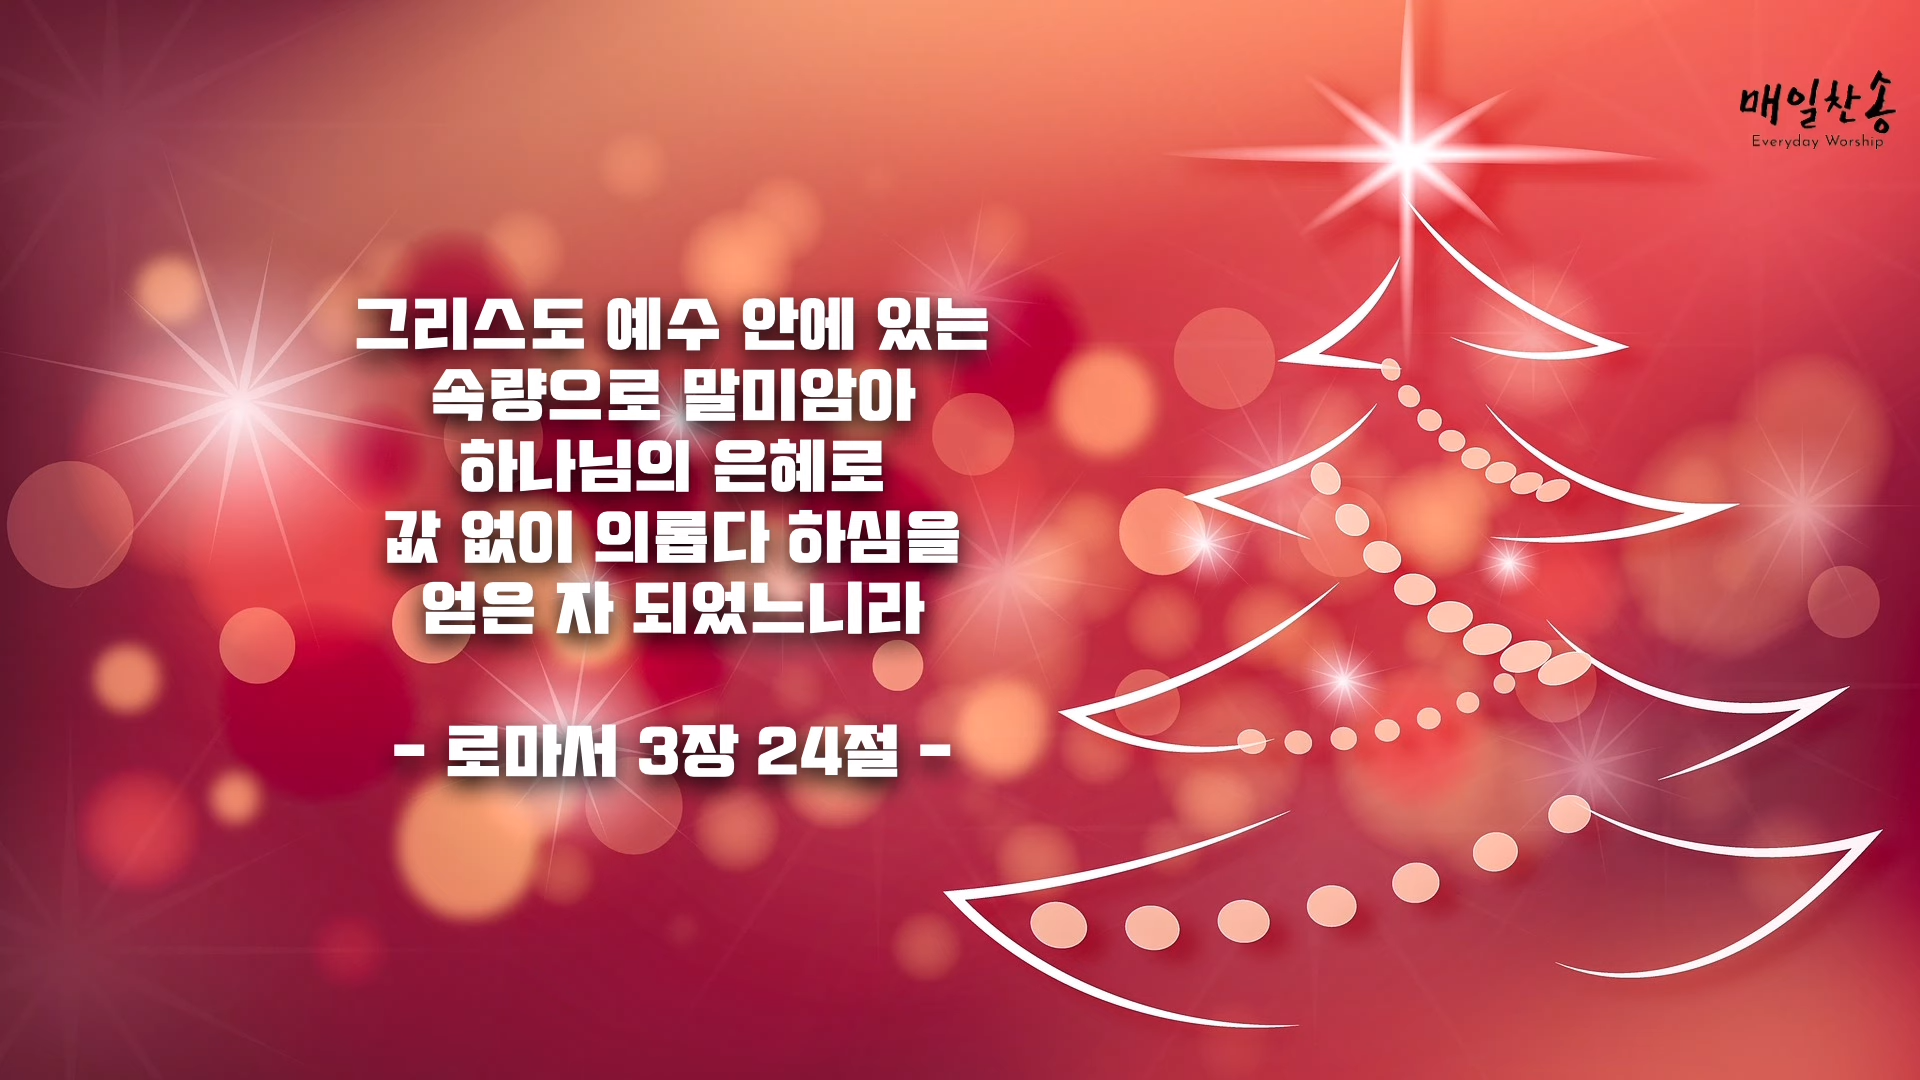 매일찬송
Everyday Worship
그리스도 예수 안에 있는
속량으로 말미암아
하나님의 은혜로
값 없이 의롭다 하심을
얻은 자 되었느니라
- 로마서 3장 24절 -